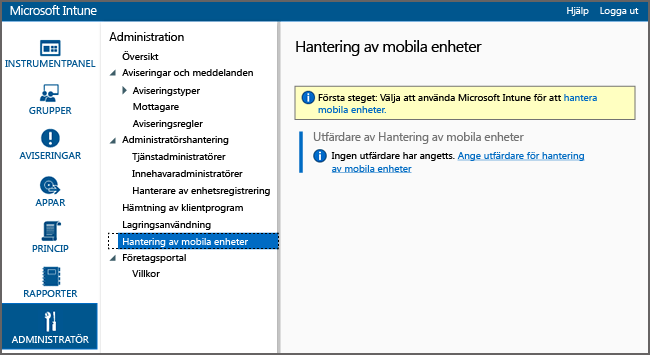 Microsoft Intune
Hjälp
Logga ut
INSTRUMENTPANEL
GRUPPER
AVISERINGAR
APPAR
PRINCIP
RAPPORTER
ADMINISTRATÖR
Administration
Översikt
Aviseringar och meddelanden
Aviseringstyper
Mottagare
Aviseringsregler
Administratörshantering
Tjänstadministratörer
Innehavaradministratörer
Hanterare av enhetsregistrering
Hämtning av klientprogram
Lagringsanvändning
Hantering av mobila enheter
Företagsportal
Villkor
Hantering av mobila enheter
Första steget: Välja att använda Microsoft Intune för att hantera
mobila enheter.
Utfärdare av Hantering av mobila enheter
Ingen utfärdare har angetts. Ange utfärdare för hantering
av mobila enheter